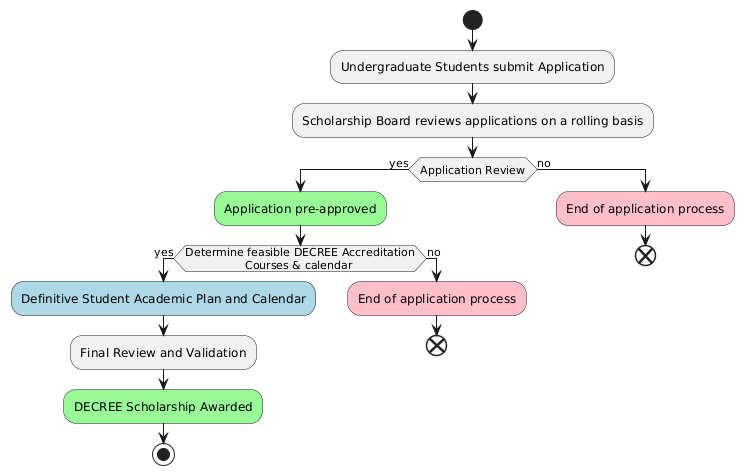 Undergraduate Students submit Application
Scholarship Board reviews applications on a rolling basis
yes
Application Review
no
Application pre-approved
End of application process
yes
Determine feasible DECREE Accreditation
Courses & calendar
no
Definitive Student Academic Plan and Calendar
End of application process
Final Review and Validation
DECREE Scholarship Awarded